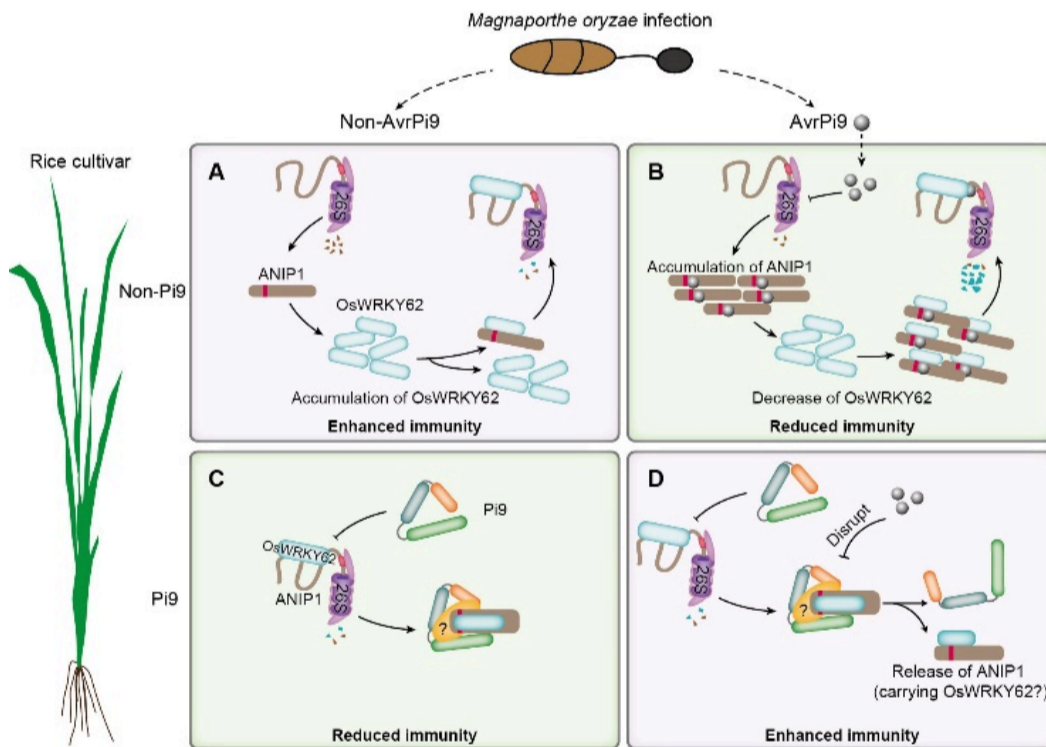 Magnaporthe oryzae infection
Non-AvrPi9
AvrPi9
Rice cultivar
Non-Pi9
Pi9
A
26S
26S
ANIP1
OsWRKY62
Accumulation of OsWRKY62
Enhanced immunity
B
26S
26S
Accumulation of ANIP1
Decrease of OsWRKY62
Reduced immunity
C
Pi9
OsWRKY62
26S
ANIP1
?
Reduced immunity
D
Disrupt
26S
?
Release of ANIP1
(carrying OsWRKY62?)
Enhanced immunity